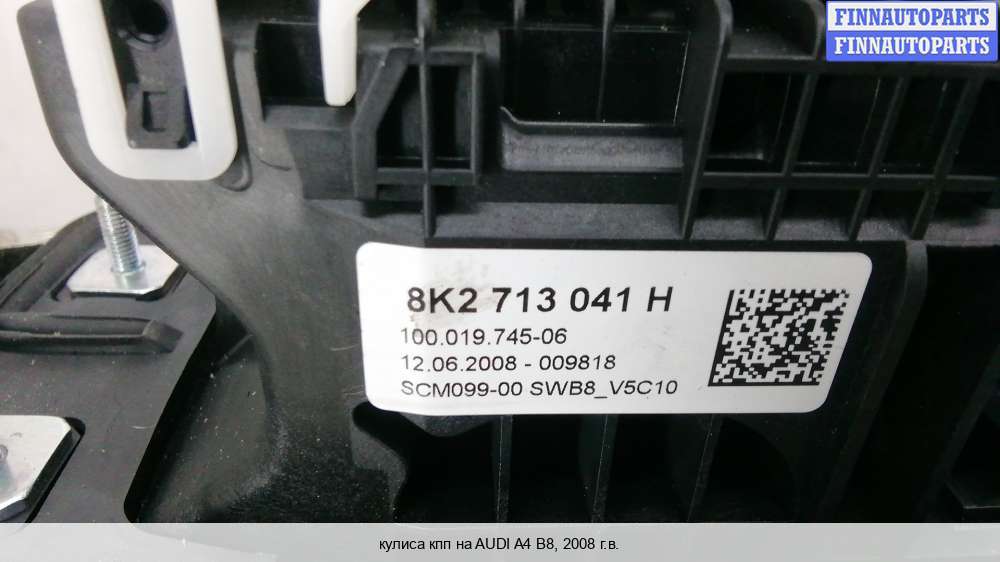 FINNAUTOPARTS
FINNAUTOPARTS
8K2 713 041 H
100.019.745-06
12.06.2008 - 009818
SCM099-00 SWB8_V5C10
кулиса кпп на AUDI A4 B8, 2008 г.в.